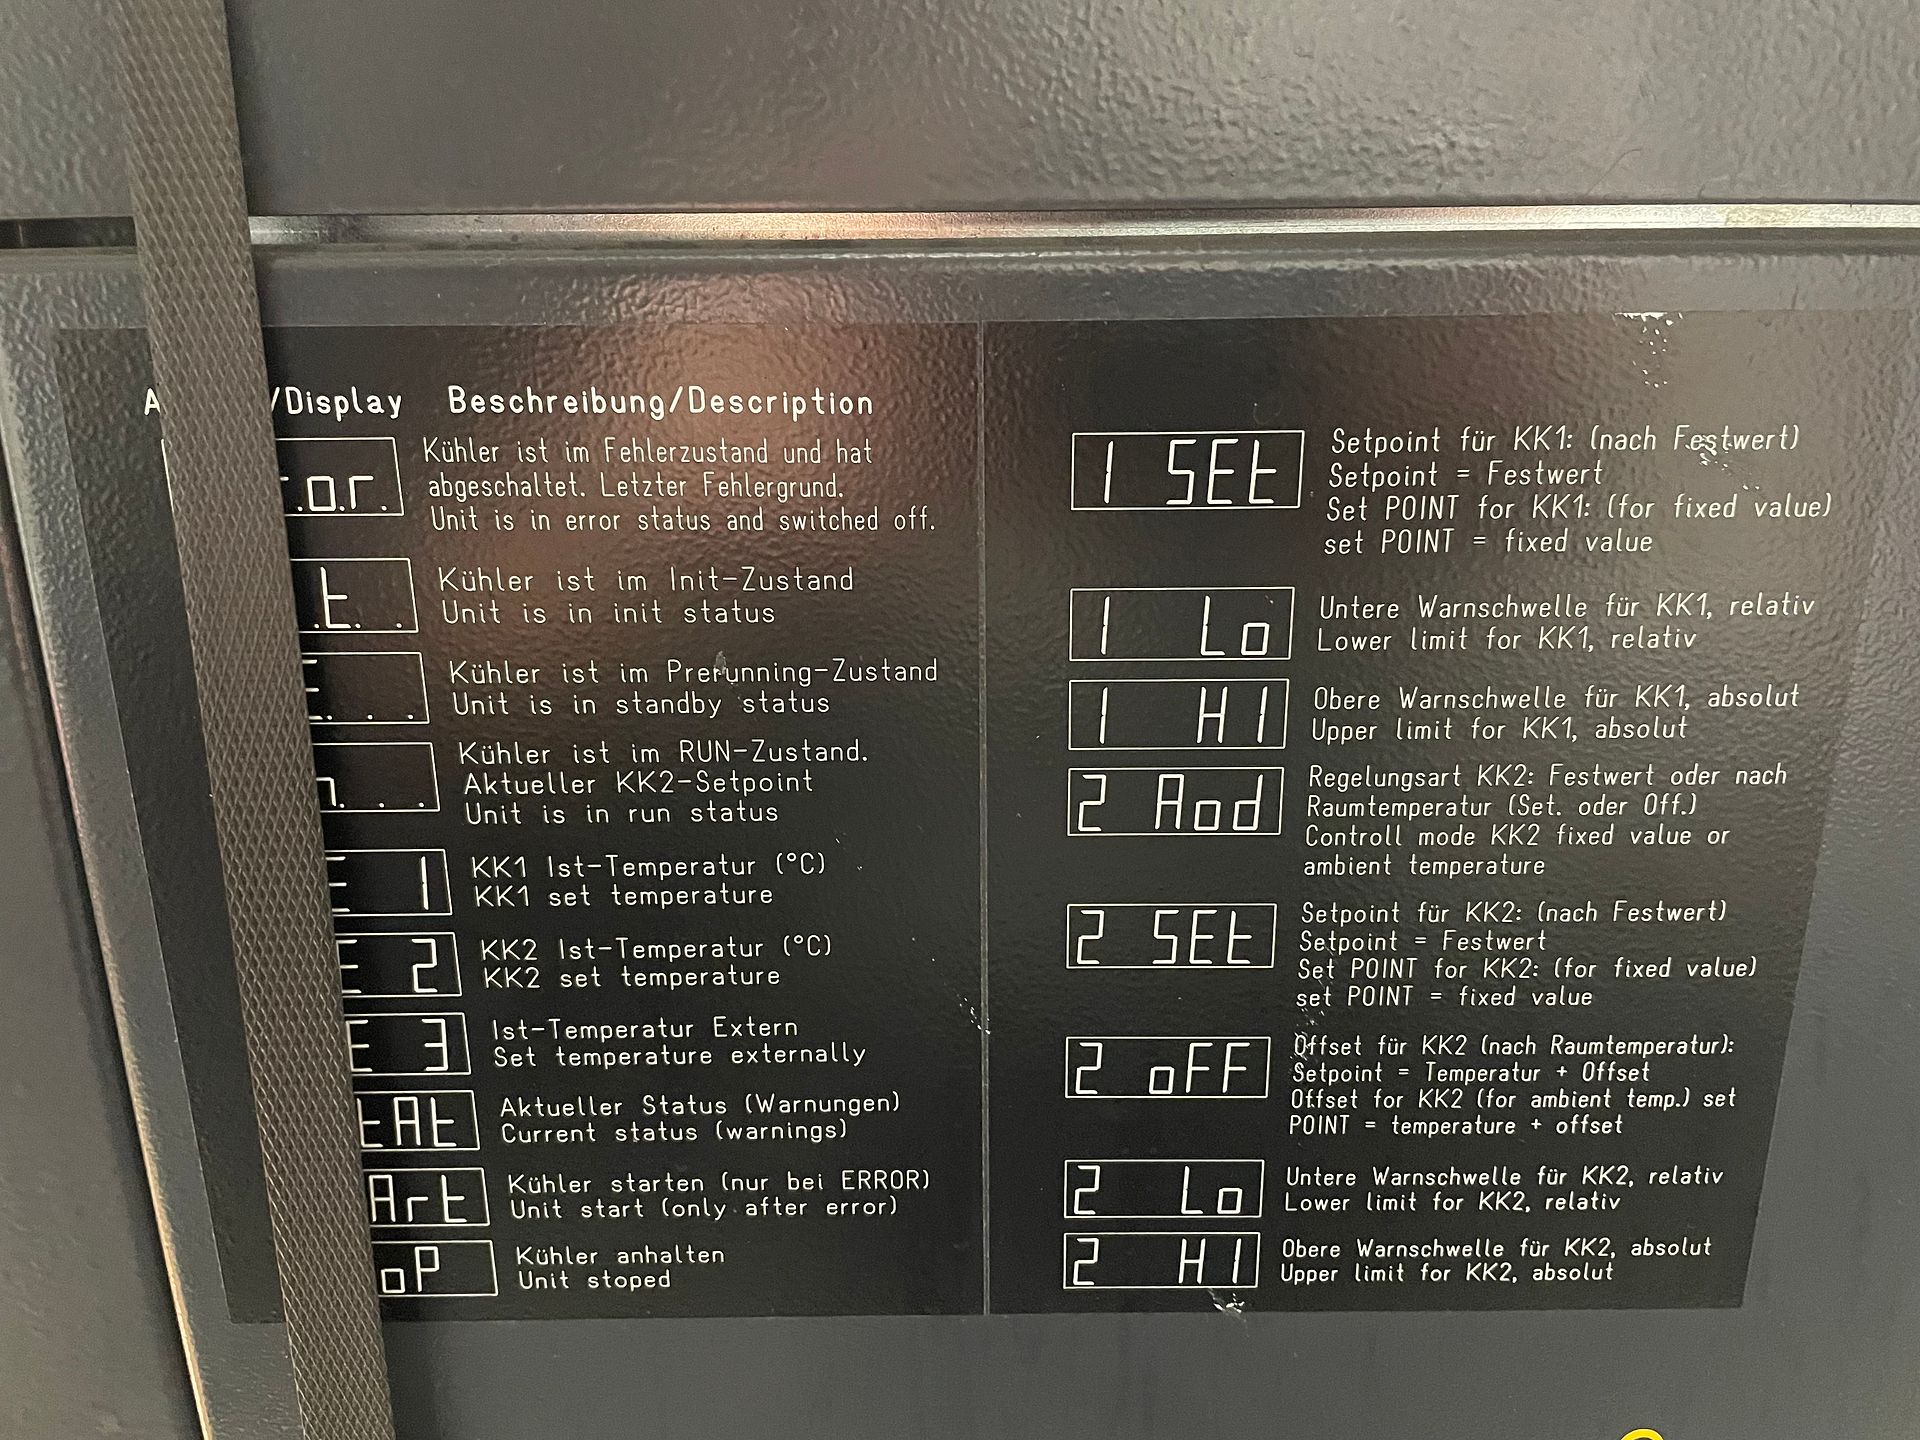 /Display Beschreibung/Description
.o.r.
Kühler ist im Fehlerzustand und hat
abgeschaltet. Letzter Fehlergrund.
Unit is in error status and switched off.
.t. .
Kühler ist im Init-Zustand
Unit is in init status
E. . . .
Kühler ist im Prerunning-Zustand
Unit is in standby status
n. . .
Kühler ist im RUN-Zustand.
Aktueller KK2-Setpoint
Unit is in run status
E 1
KK1 Ist-Temperatur (°C)
KK1 set temperature
E 2
KK2 Ist-Temperatur (°C)
KK2 set temperature
E 3
Ist-Temperatur Extern
Set temperature externally
tAt
Aktueller Status (Warnungen)
Current status (warnings)
Art
Kühler starten (nur bei ERROR)
Unit start (only after error)
oP
Kühler anhalten
Unit stoped
1 SEt
Setpoint für KK1: (nach Festwert)
Setpoint = Festwert
Set POINT for KK1: (for fixed value)
set POINT = fixed value
1 Lo
Untere Warnschwelle für KK1, relativ
Lower limit for KK1, relativ
1 HI
Obere Warnschwelle für KK1, absolut
Upper limit for KK1, absolut
2 Aod
Regelungsart KK2: Festwert oder nach
Raumtemperatur (Set. oder Off.)
Controll mode KK2 fixed value or
ambient temperature
2 SEt
Setpoint für KK2: (nach Festwert)
Setpoint = Festwert
Set POINT for KK2: (for fixed value)
set POINT = fixed value
2 oFF
Offset für KK2 (nach Raumtemperatur):
Setpoint = Temperatur + Offset
Offset for KK2 (for ambient temp.) set
POINT = temperature + offset
2 Lo
Untere Warnschwelle für KK2, relativ
Lower limit for KK2, relativ
2 HI
Obere Warnschwelle für KK2, absolut
Upper limit for KK2, absolut